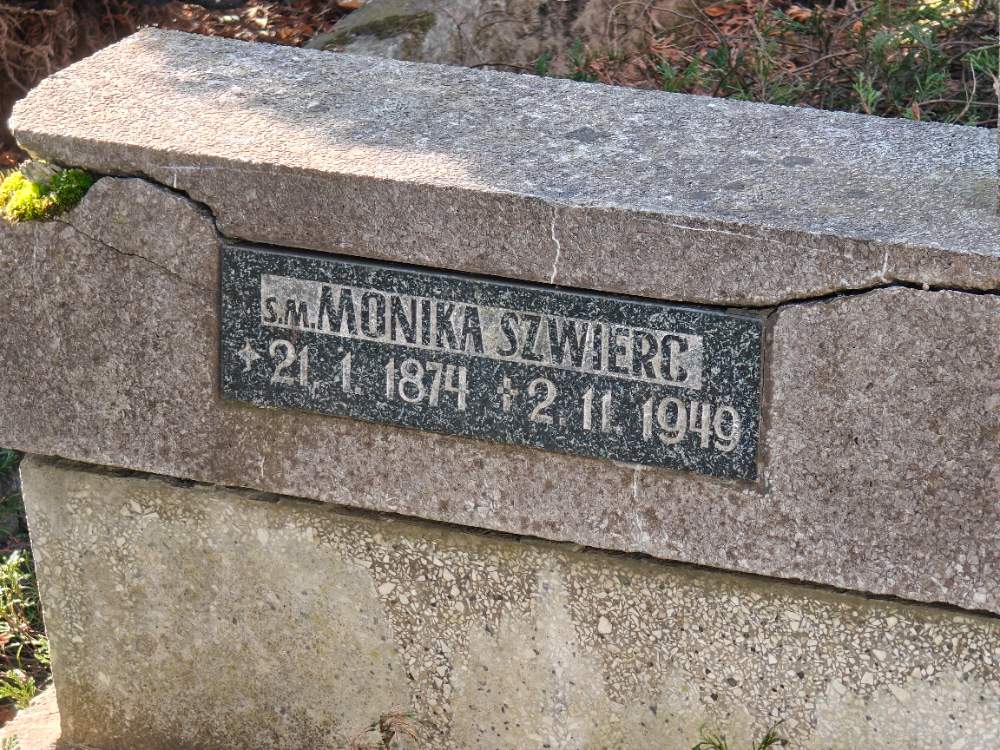 S.M. MONIKA SZWIERC
* 21. 1. 1874 † 2. 11. 1949